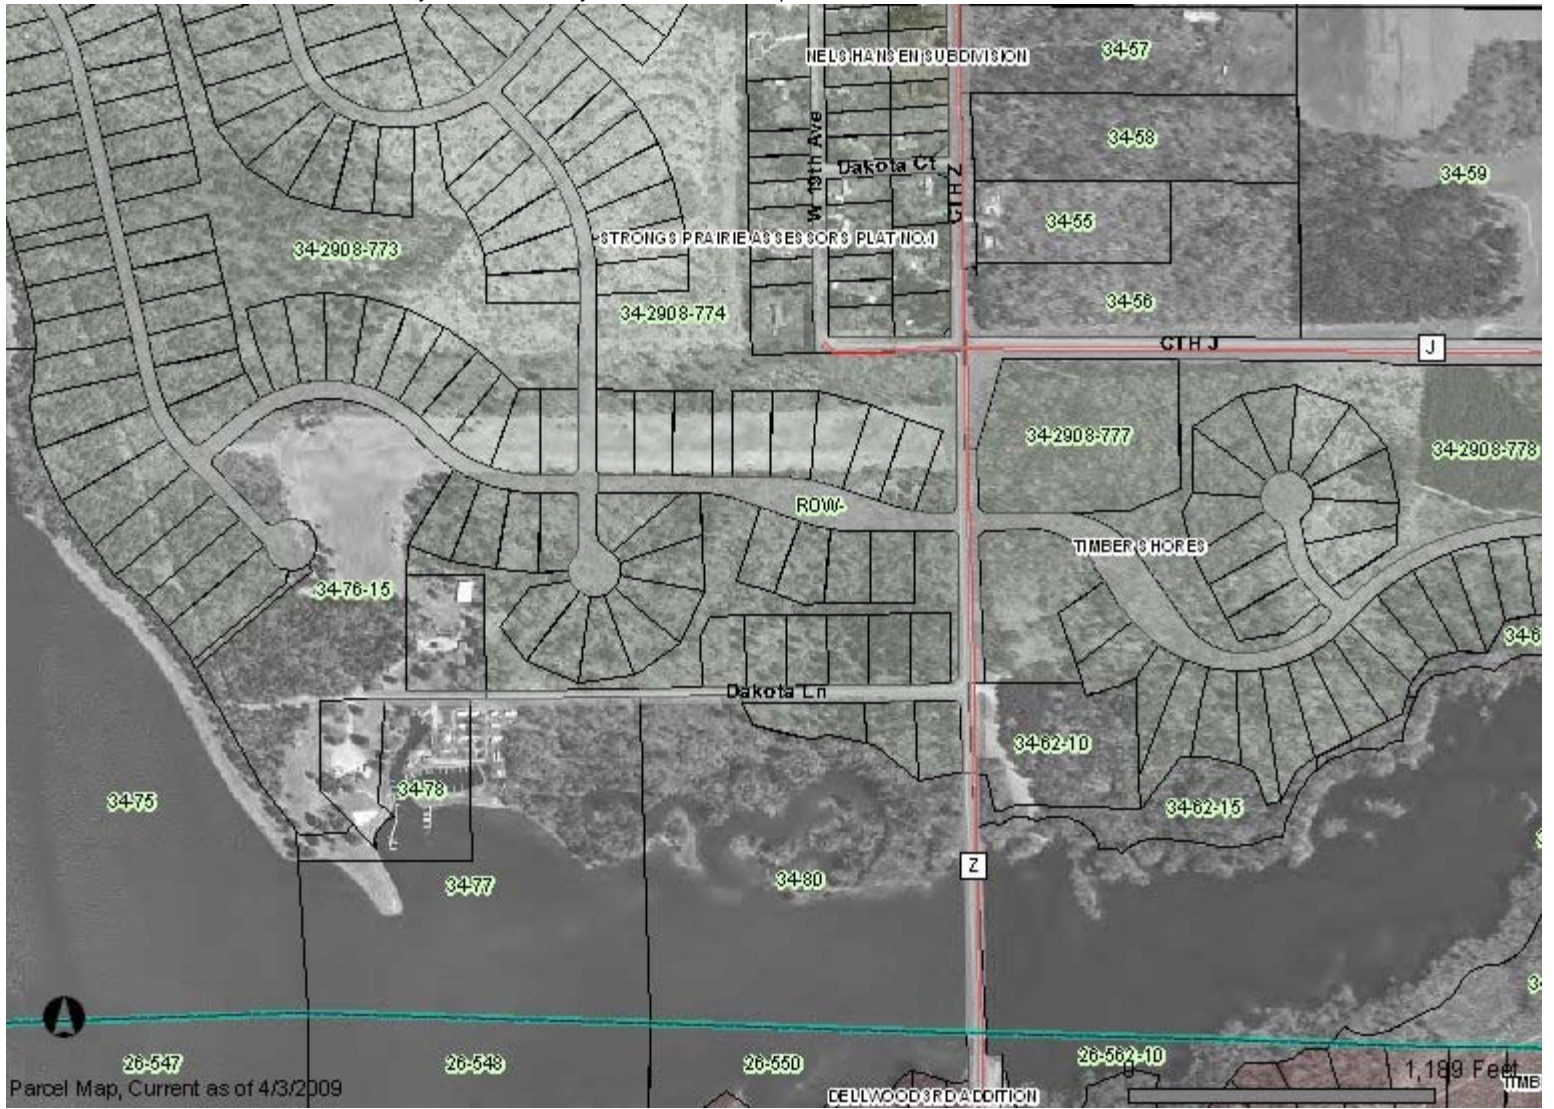 NELS HANSEN SUBDIVISION
34-57
W 19th Ave
34-58
Dakota Ct
CTH Z
34-59
34-55
STRONGS PRAIRIE ASSESSORS PLAT NO.1
34-2908-773
34-56
34-2908-774
CTH J
J
34-2908-777
34-2908-778
ROW-
TIMBER SHORES
34-76-15
Dakota Ln
34-62-10
34-78
34-75
34-62-15
Z
34-77
34-80
26-547
26-548
26-550
26-562-10
0
1,189 Feet
Parcel Map, Current as of 4/3/2009
DELLWOOD 3RD ADDITION